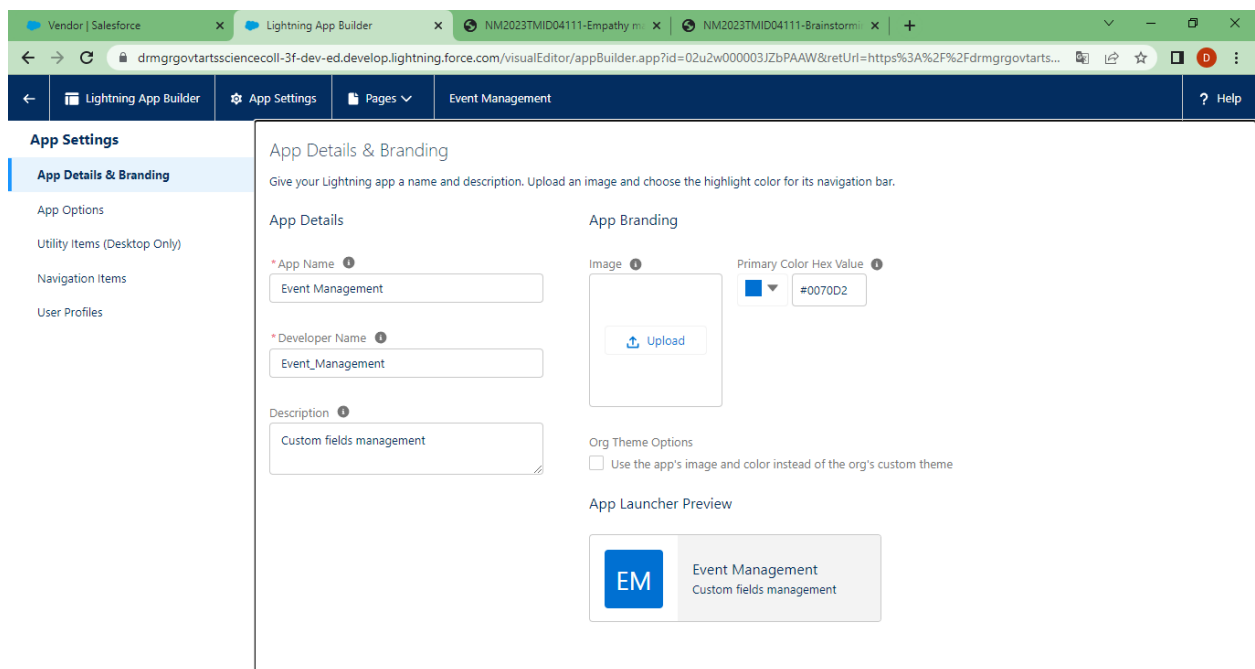 Vendor | Salesforce
Lightning App Builder
NM2023TMID04111-Empathy ma
NM2023TMID04111-Brainstormin
drmgrgovtartssciencecoll-3f-dev-ed.develop.lightning.force.com/visualEditor/appBuilder.app?id=02u2w000003JZbPAAW&retUrl=https%3A%2F%2Fdrmgrgovtarts...
D
Lightning App Builder
App Settings
Pages
Event Management
? Help
App Settings
App Details & Branding
App Options
Utility Items (Desktop Only)
Navigation Items
User Profiles
App Details & Branding
Give your Lightning app a name and description. Upload an image and choose the highlight color for its navigation bar.
App Details
*App Name
Event Management
*Developer Name
Event_Management
Description
Custom fields management
App Branding
Image
Upload
Primary Color Hex Value
#0070D2
Org Theme Options
Use the app's image and color instead of the org's custom theme
App Launcher Preview
EM
Event Management
Custom fields management